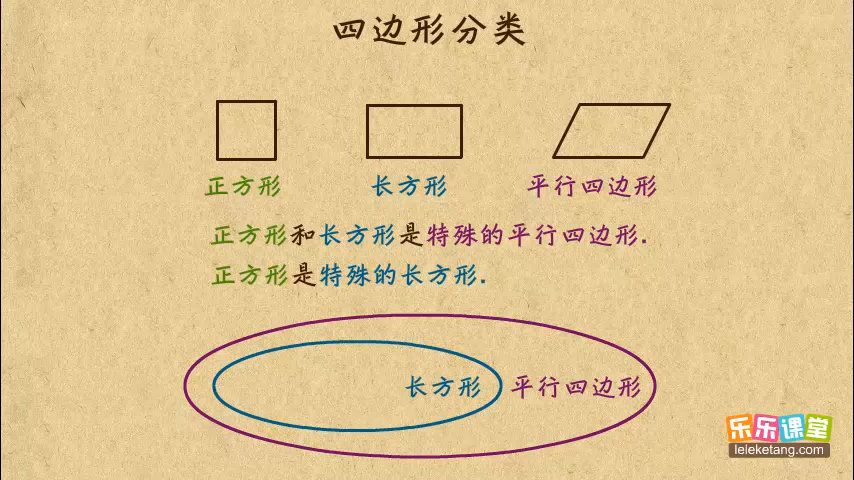 四边形分类
正方形 长方形 平行四边形
正方形和长方形是特殊的平行四边形.
正方形是特殊的长方形.
长方形 平行四边形
乐乐课堂
leleketang.com